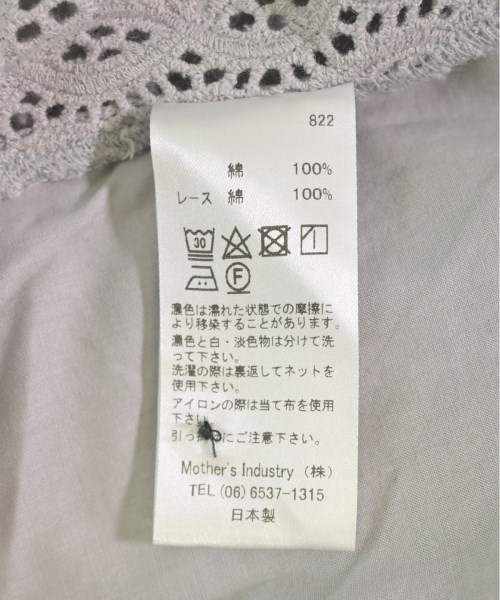 822
綿 100%
レース 綿 100%
30
F
濃色は濡れた状態での摩擦に
より移染することがあります。
濃色と白・淡色物は分けて洗
って下さい。
洗濯の際は裏返してネットを
使用下さい。
アイロンの際は当て布を使用
下さい。
引っ にご注意下さい。
Mother's Industry (株)
TEL (06) 6537-1315
日本製